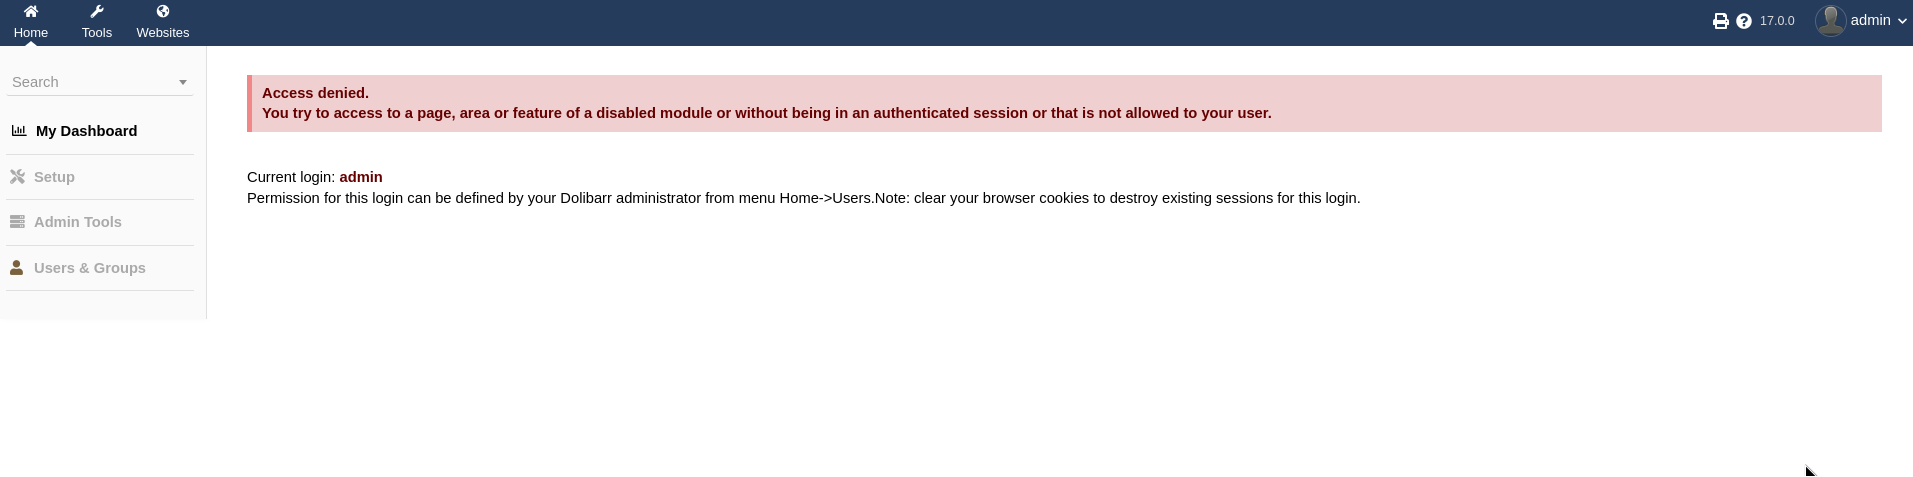 Home Tools Websites 17.0.0 admin
Search
My Dashboard
Setup
Admin Tools
Users & Groups
Access denied.
You try to access to a page, area or feature of a disabled module or without being in an authenticated session or that is not allowed to your user.
Current login: admin
Permission for this login can be defined by your Dolibarr administrator from menu Home->Users.Note: clear your browser cookies to destroy existing sessions for this login.